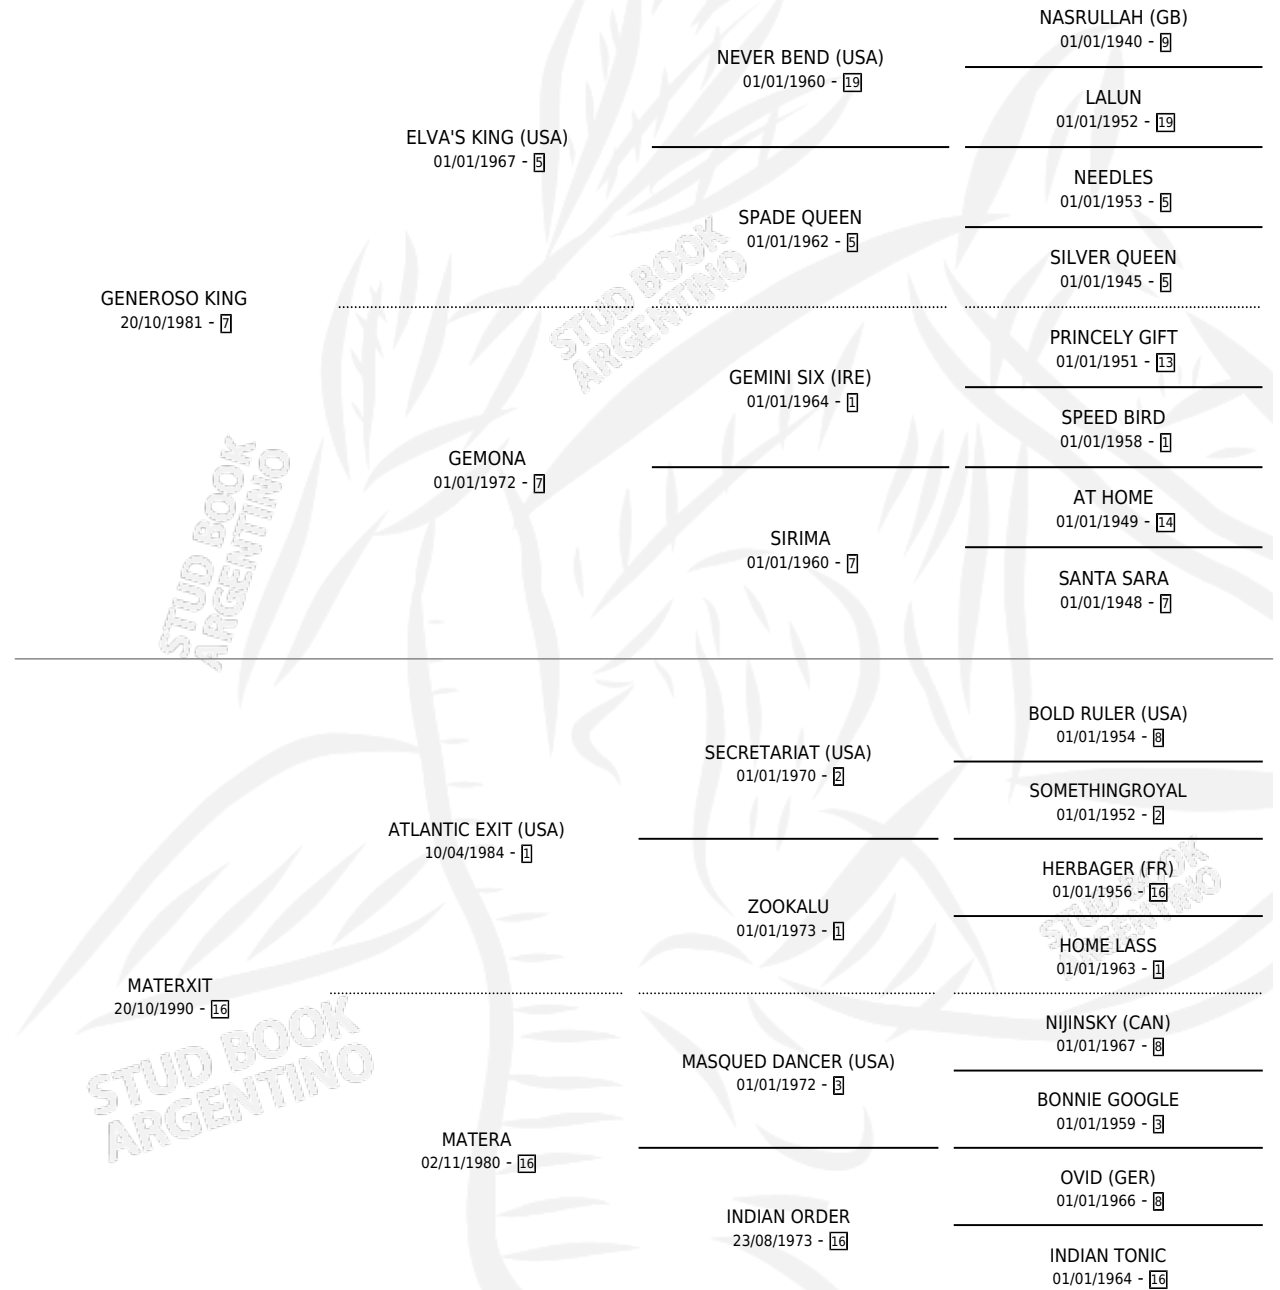 NASRULLAH (GB)
01/01/1940 - 9
NEVER BEND (USA)
01/01/1960 - 19
LALUN
01/01/1952 - 19
ELVA'S KING (USA)
01/01/1967 - 5
NEEDLES
01/01/1953 - 5
SPADE QUEEN
01/01/1962 - 5
SILVER QUEEN
01/01/1945 - 5
GENEROSO KING
20/10/1981 - 7
PRINCELY GIFT
01/01/1951 - 13
GEMINI SIX (IRE)
01/01/1964 - 1
SPEED BIRD
01/01/1958 - 1
GEMONA
01/01/1972 - 7
AT HOME
01/01/1949 - 14
SIRIMA
01/01/1960 - 7
SANTA SARA
01/01/1948 - 7
BOLD RULER (USA)
01/01/1954 - 8
SECRETARIAT (USA)
01/01/1970 - 2
SOMETHINGROYAL
01/01/1952 - 2
ATLANTIC EXIT (USA)
10/04/1984 - 1
HERBAGER (FR)
01/01/1956 - 16
ZOOKALU
01/01/1973 - 1
HOME LASS
01/01/1963 - 1
MATERXIT
20/10/1990 - 16
NIJINSKY (CAN)
01/01/1967 - 8
MASQUED DANCER (USA)
01/01/1972 - 3
BONNIE GOOGLE
01/01/1959 - 3
MATERA
02/11/1980 - 16
OVID (GER)
01/01/1966 - 8
INDIAN ORDER
23/08/1973 - 16
INDIAN TONIC
01/01/1964 - 16
STUD BOOK
ARGENTINO
STUD BOOK
ARGENTINO
STUD BOOK
ARGENTINO
STUD BOOK
ARGENTINO